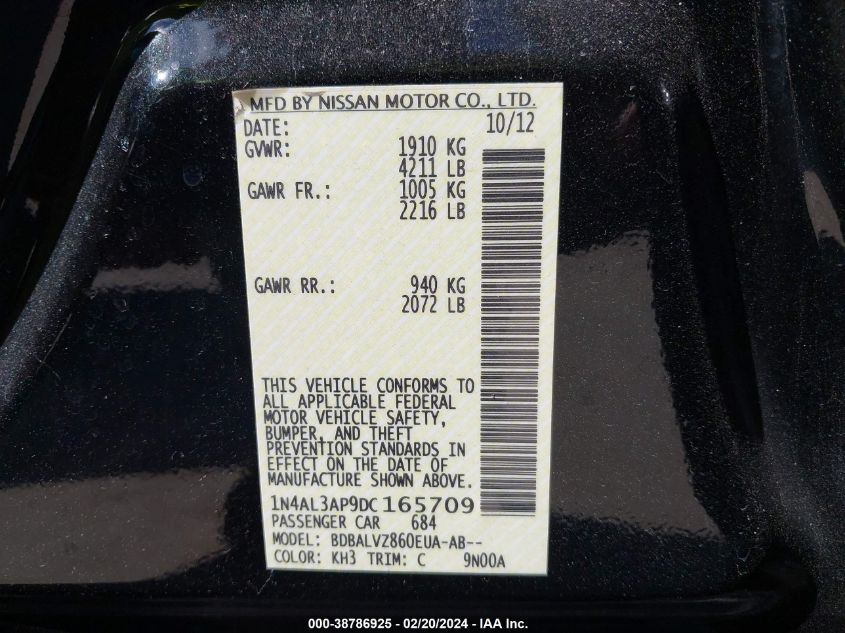 MFD BY NISSAN MOTOR CO., LTD.
DATE: 10/12
GVWR: 1910 KG
4211 LB
GAWR FR.: 1005 KG
2216 LB
GAWR RR.: 940 KG
2072 LB
THIS VEHICLE CONFORMS TO
ALL APPLICABLE FEDERAL
MOTOR VEHICLE SAFETY,
BUMPER, AND THEFT
PREVENTION STANDARDS IN
EFFECT ON THE DATE OF
MANUFACTURE SHOWN ABOVE.
1N4AL3AP9DC165709
PASSENGER CAR 684
MODEL: BDBALVZ860EUA-AB--
COLOR: KH3 TRIM: C 9N00A
000-38786925 - 02/20/2024 - IAA Inc.